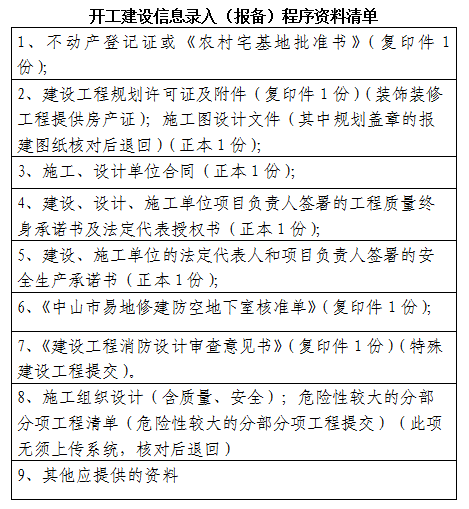 开工建设信息录入（报备）程序资料清单
1、不动产登记证或《农村宅基地批准书》（复印件 1
份）；
2、建设工程规划许可证及附件（复印件 1 份）（装饰装修
工程提供房产证）；施工图设计文件（其中规划盖章的报
建图纸核对后退回）（正本 1 份）；
3、施工、设计单位合同（正本 1 份）；
4、建设、设计、施工单位项目负责人签署的工程质量终
身承诺书及法定代表授权书（正本 1 份）；
5、建设、施工单位的法定代表人和项目负责人签署的安
全生产承诺书（正本 1 份）；
6、《中山市易地修建防空地下室核准单》（复印件 1 份）；
7、《建设工程消防设计审查意见书》（复印件 1 份）（特殊
建设工程提交）。
8、施工组织设计（含质量、安全）；危险性较大的分部
分项工程清单（危险性较大的分部分项工程提交）（此项
无须上传系统，核对后退回）
9、其他应提供的资料